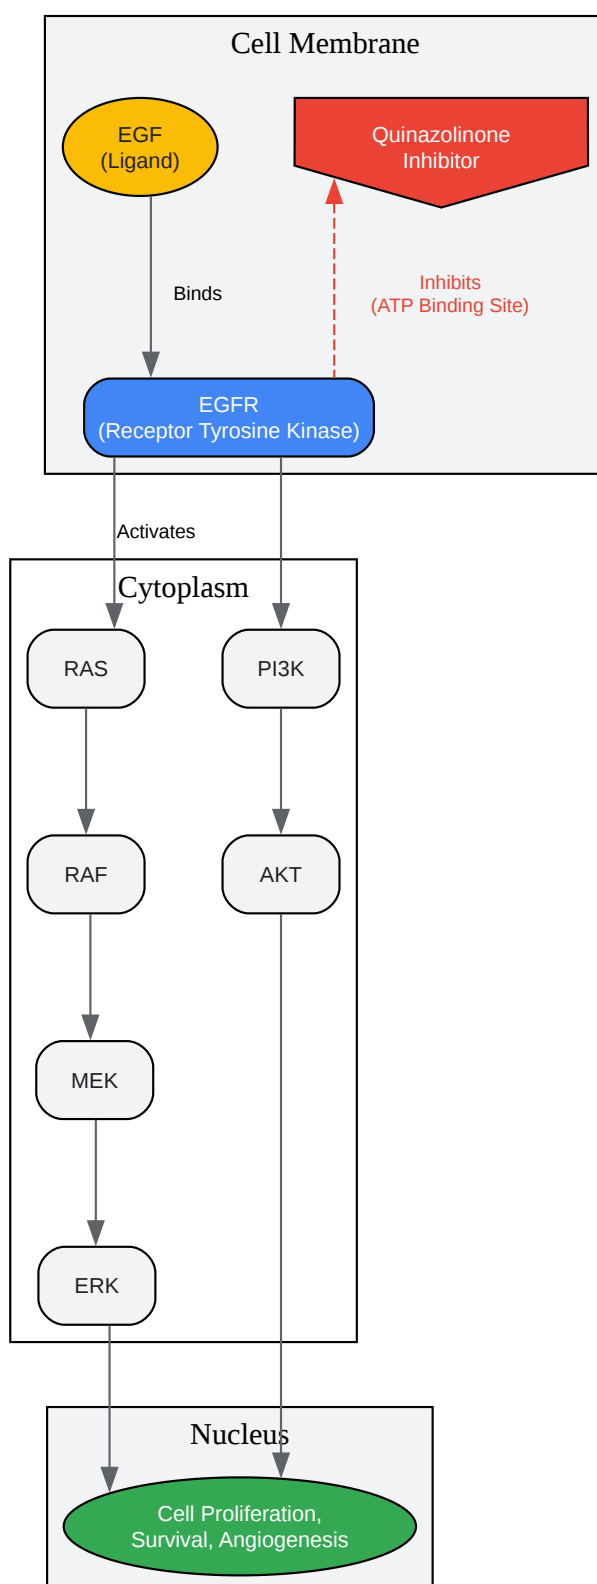 Cell Membrane
EGF
(Ligand)
Quinazolinone
Inhibitor
Binds
Inhibits
(ATP Binding Site)
EGFR
(Receptor Tyrosine Kinase)
Activates
Cytoplasm
RAS
PI3K
RAF
AKT
MEK
ERK
Nucleus
Cell Proliferation,
Survival, Angiogenesis